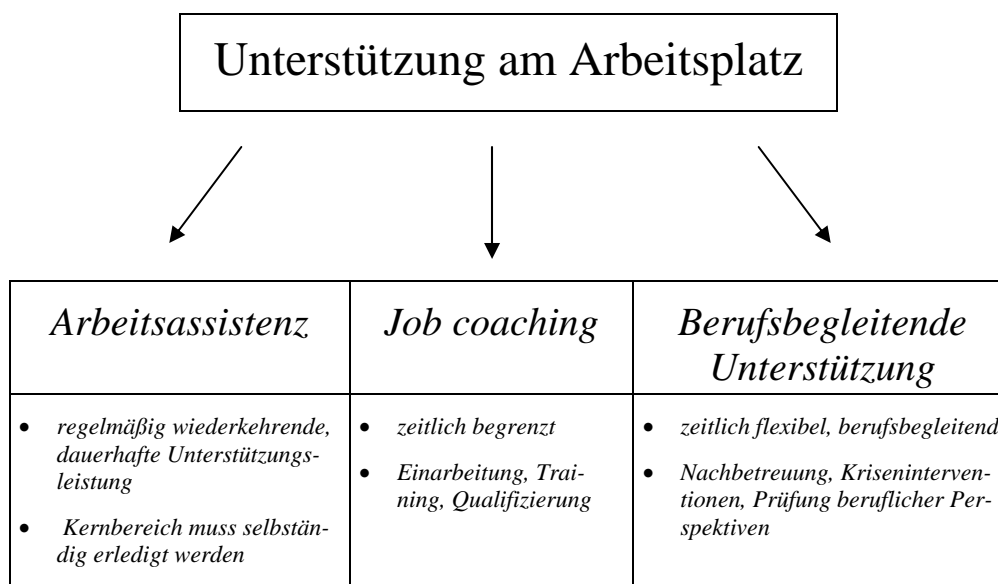 Unterstützung am Arbeitsplatz
Arbeitsassistenz
Job coaching
Berufsbegleitende
Unterstützung
• regelmäßig wiederkehrende,
dauerhafte Unterstützungs-
leistung
• Kernbereich muss selbstän-
dig erledigt werden
• zeitlich begrenzt
• Einarbeitung, Trai-
ning, Qualifizierung
• zeitlich flexibel, berufsbegleitend
• Nachbetreuung, Kriseninterven-
tionen, Prüfung beruflicher Per-
spektiven